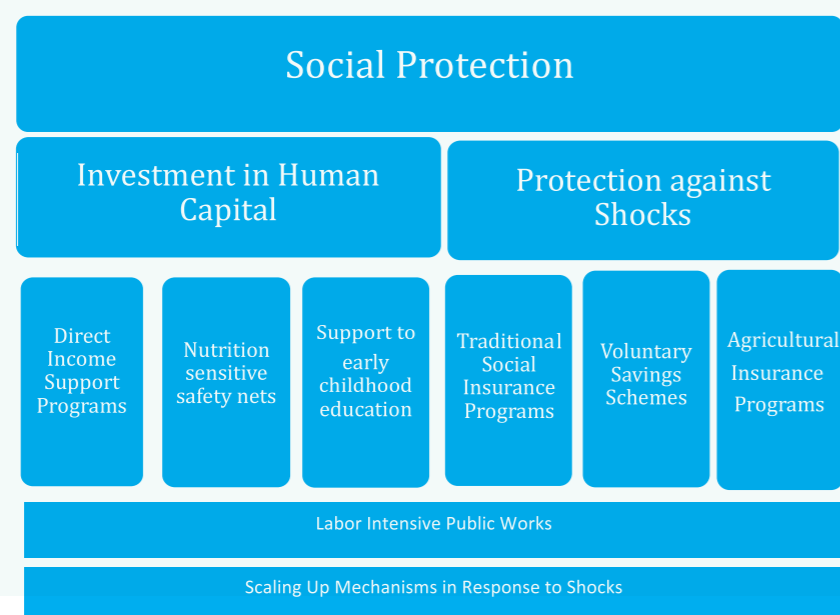 Social Protection
Investment in Human
Capital
Protection against
Shocks
Direct
Income
Support
Programs
Nutrition
sensitive
safety nets
Support to
early
childhood
education
Traditional
Social
Insurance
Programs
Voluntary
Savings
Schemes
Agricultural
Insurance
Programs
Labor Intensive Public Works
Scaling Up Mechanisms in Response to Shocks